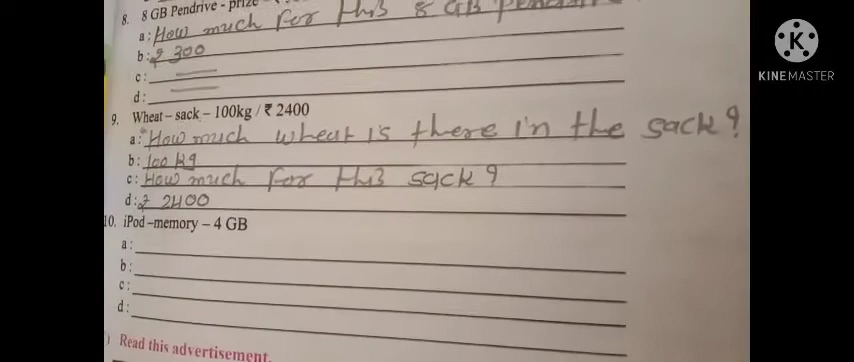 8. 8 GB Pendrive - prize
a: How much for this 8 GB
b: ₹ 300
c:
d:
9. Wheat – sack – 100kg / ₹ 2400
a: How much wheat is there in the sack?
b: 100 kg
c: How much for this sack?
d: ₹ 2400
10. iPod –memory – 4 GB
a:
b:
c:
d:
) Read this advertisement.
KINEMASTER